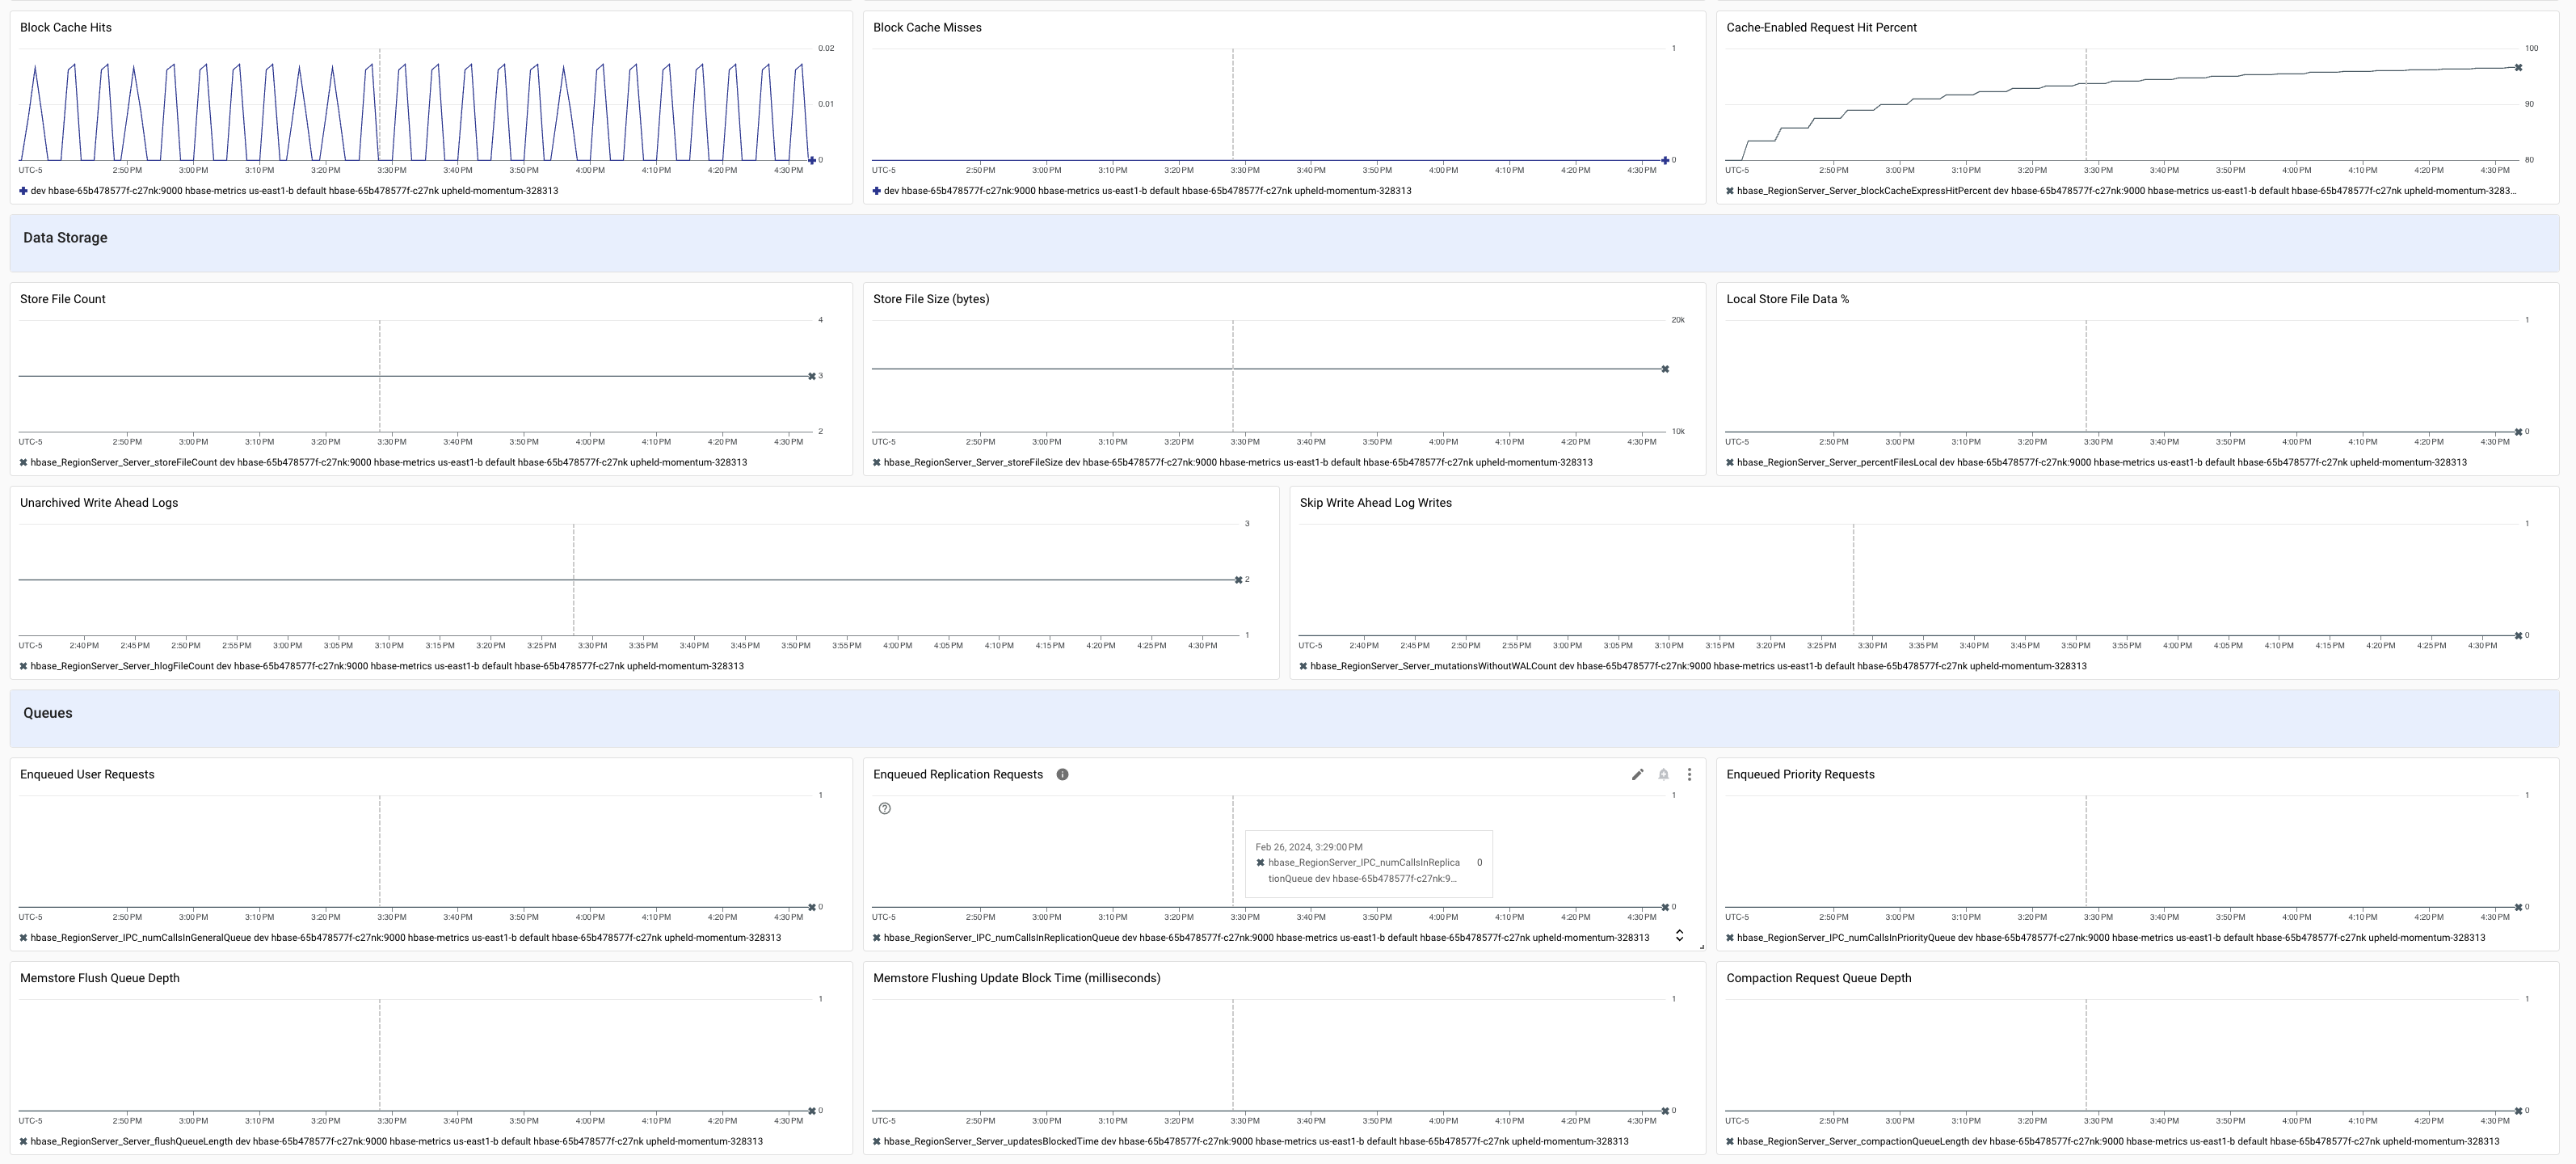 Block Cache Hits
0.02
0.01
0
UTC-5 2:50 PM 3:00 PM 3:10 PM 3:20 PM 3:30 PM 3:40 PM 3:50 PM 4:00 PM 4:10 PM 4:20 PM 4:30 PM
dev hbase-65b478577f-c27nk:9000 hbase-metrics us-east1-b default hbase-65b478577f-c27nk upheld-momentum-328313
Block Cache Misses
1
0
UTC-5 2:50 PM 3:00 PM 3:10 PM 3:20 PM 3:30 PM 3:40 PM 3:50 PM 4:00 PM 4:10 PM 4:20 PM 4:30 PM
dev hbase-65b478577f-c27nk:9000 hbase-metrics us-east1-b default hbase-65b478577f-c27nk upheld-momentum-328313
Cache-Enabled Request Hit Percent
100
90
80
UTC-5 2:50 PM 3:00 PM 3:10 PM 3:20 PM 3:30 PM 3:40 PM 3:50 PM 4:00 PM 4:10 PM 4:20 PM 4:30 PM
hbase_RegionServer_Server_blockCacheExpressHitPercent dev hbase-65b478577f-c27nk:9000 hbase-metrics us-east1-b default hbase-65b478577f-c27nk upheld-momentum-3283...
Data Storage
Store File Count
4
3
2
UTC-5 2:50 PM 3:00 PM 3:10 PM 3:20 PM 3:30 PM 3:40 PM 3:50 PM 4:00 PM 4:10 PM 4:20 PM 4:30 PM
hbase_RegionServer_Server_storeFileCount dev hbase-65b478577f-c27nk:9000 hbase-metrics us-east1-b default hbase-65b478577f-c27nk upheld-momentum-328313
Store File Size (bytes)
20k
10k
UTC-5 2:50 PM 3:00 PM 3:10 PM 3:20 PM 3:30 PM 3:40 PM 3:50 PM 4:00 PM 4:10 PM 4:20 PM 4:30 PM
hbase_RegionServer_Server_storeFileSize dev hbase-65b478577f-c27nk:9000 hbase-metrics us-east1-b default hbase-65b478577f-c27nk upheld-momentum-328313
Local Store File Data %
1
0
UTC-5 2:50 PM 3:00 PM 3:10 PM 3:20 PM 3:30 PM 3:40 PM 3:50 PM 4:00 PM 4:10 PM 4:20 PM 4:30 PM
hbase_RegionServer_Server_percentFilesLocal dev hbase-65b478577f-c27nk:9000 hbase-metrics us-east1-b default hbase-65b478577f-c27nk upheld-momentum-328313
Unarchived Write Ahead Logs
3
2
1
UTC-5 2:40 PM 2:45 PM 2:50 PM 2:55 PM 3:00 PM 3:05 PM 3:10 PM 3:15 PM 3:20 PM 3:25 PM 3:30 PM 3:35 PM 3:40 PM 3:45 PM 3:50 PM 3:55 PM 4:00 PM 4:05 PM 4:10 PM 4:15 PM 4:20 PM 4:25 PM 4:30 PM
hbase_RegionServer_Server_hlogFileCount dev hbase-65b478577f-c27nk:9000 hbase-metrics us-east1-b default hbase-65b478577f-c27nk upheld-momentum-328313
Skip Write Ahead Log Writes
1
0
UTC-5 2:40 PM 2:45 PM 2:50 PM 2:55 PM 3:00 PM 3:05 PM 3:10 PM 3:15 PM 3:20 PM 3:25 PM 3:30 PM 3:35 PM 3:40 PM 3:45 PM 3:50 PM 3:55 PM 4:00 PM 4:05 PM 4:10 PM 4:15 PM 4:20 PM 4:25 PM 4:30 PM
hbase_RegionServer_Server_mutationsWithoutWALCount dev hbase-65b478577f-c27nk:9000 hbase-metrics us-east1-b default hbase-65b478577f-c27nk upheld-momentum-328313
Queues
Enqueued User Requests
1
0
UTC-5 2:50 PM 3:00 PM 3:10 PM 3:20 PM 3:30 PM 3:40 PM 3:50 PM 4:00 PM 4:10 PM 4:20 PM 4:30 PM
hbase_RegionServer_IPC_numCallsInGeneralQueue dev hbase-65b478577f-c27nk:9000 hbase-metrics us-east1-b default hbase-65b478577f-c27nk upheld-momentum-328313
Enqueued Replication Requests
1
Feb 26, 2024, 3:29:00 PM
hbase_RegionServer_IPC_numCallsInReplica 0
tionQueue dev hbase-65b478577f-c27nk:9...
0
UTC-5 2:50 PM 3:00 PM 3:10 PM 3:20 PM 3:30 PM 3:40 PM 3:50 PM 4:00 PM 4:10 PM 4:20 PM 4:30 PM
hbase_RegionServer_IPC_numCallsInReplicationQueue dev hbase-65b478577f-c27nk:9000 hbase-metrics us-east1-b default hbase-65b478577f-c27nk upheld-momentum-328313
Enqueued Priority Requests
1
0
UTC-5 2:50 PM 3:00 PM 3:10 PM 3:20 PM 3:30 PM 3:40 PM 3:50 PM 4:00 PM 4:10 PM 4:20 PM 4:30 PM
hbase_RegionServer_IPC_numCallsInPriorityQueue dev hbase-65b478577f-c27nk:9000 hbase-metrics us-east1-b default hbase-65b478577f-c27nk upheld-momentum-328313
Memstore Flush Queue Depth
1
0
UTC-5 2:50 PM 3:00 PM 3:10 PM 3:20 PM 3:30 PM 3:40 PM 3:50 PM 4:00 PM 4:10 PM 4:20 PM 4:30 PM
hbase_RegionServer_Server_flushQueueLength dev hbase-65b478577f-c27nk:9000 hbase-metrics us-east1-b default hbase-65b478577f-c27nk upheld-momentum-328313
Memstore Flushing Update Block Time (milliseconds)
1
0
UTC-5 2:50 PM 3:00 PM 3:10 PM 3:20 PM 3:30 PM 3:40 PM 3:50 PM 4:00 PM 4:10 PM 4:20 PM 4:30 PM
hbase_RegionServer_Server_updatesBlockedTime dev hbase-65b478577f-c27nk:9000 hbase-metrics us-east1-b default hbase-65b478577f-c27nk upheld-momentum-328313
Compaction Request Queue Depth
1
0
UTC-5 2:50 PM 3:00 PM 3:10 PM 3:20 PM 3:30 PM 3:40 PM 3:50 PM 4:00 PM 4:10 PM 4:20 PM 4:30 PM
hbase_RegionServer_Server_compactionQueueLength dev hbase-65b478577f-c27nk:9000 hbase-metrics us-east1-b default hbase-65b478577f-c27nk upheld-momentum-328313